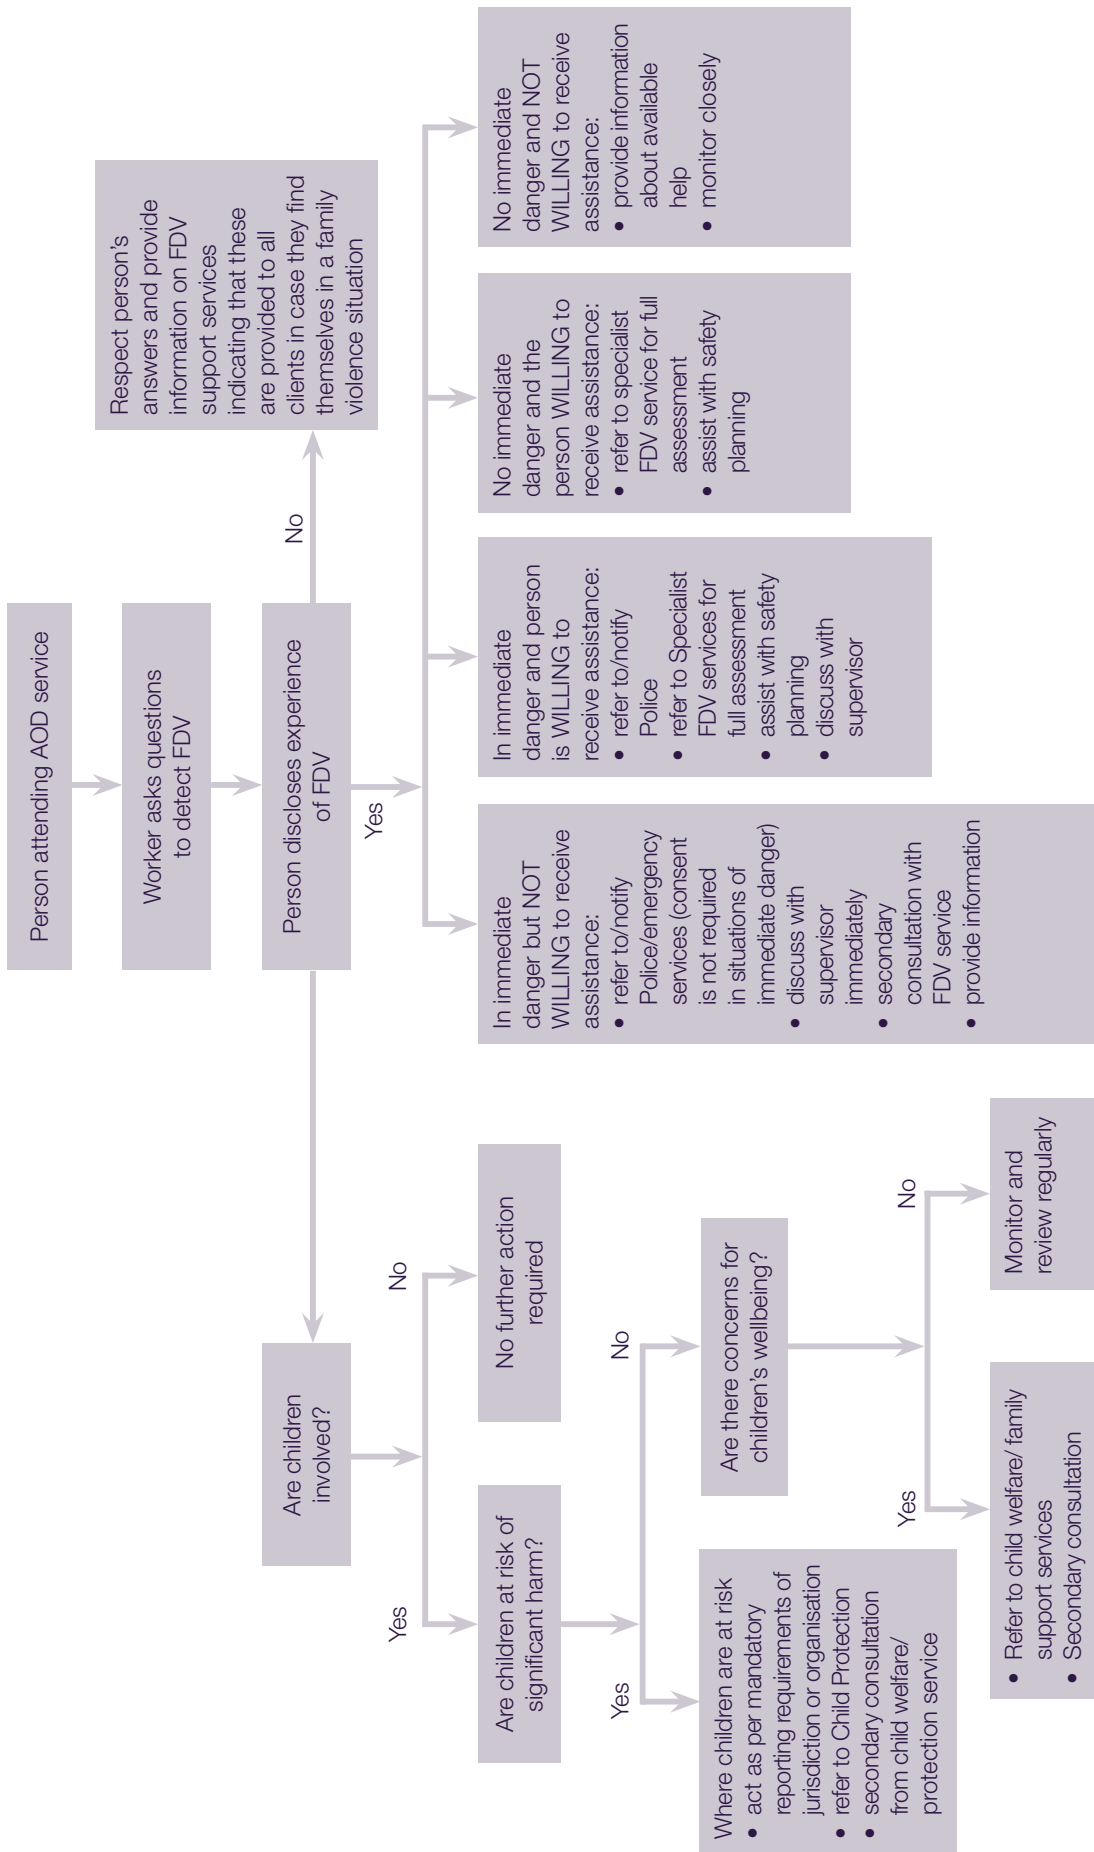 Person attending AOD service
Worker asks questions
to detect FDV
Person discloses experience
of FDV
No
Respect person's
answers and provide
information on FDV
support services
indicating that these
are provided to all
clients in case they find
themselves in a family
violence situation
Yes
In immediate
danger but NOT
WILLING to receive
assistance:
• refer to/notify
Police/emergency
services (consent
is not required
in situations of
immediate danger)
• discuss with
supervisor
immediately
• secondary
consultation with
FDV service
• provide information
In immediate
danger and person
is WILLING to
receive assistance:
• refer to/notify
Police
• refer to Specialist
FDV services for
full assessment
• assist with safety
planning
• discuss with
supervisor
No immediate
danger and the
person WILLING to
receive assistance:
• refer to specialist
FDV service for full
assessment
• assist with safety
planning
No immediate
danger and NOT
WILLING to receive
assistance:
• provide information
about available
help
• monitor closely
Are children
involved?
Yes
No
Are children at risk of
significant harm?
No further action
required
Yes
No
Where children are at risk
• act as per mandatory
reporting requirements of
jurisdiction or organisation
• refer to Child Protection
• secondary consultation
from child welfare/
protection service
Are there concerns for
children's wellbeing?
Yes
No
• Refer to child welfare/ family
support services
• Secondary consultation
Monitor and
review regularly